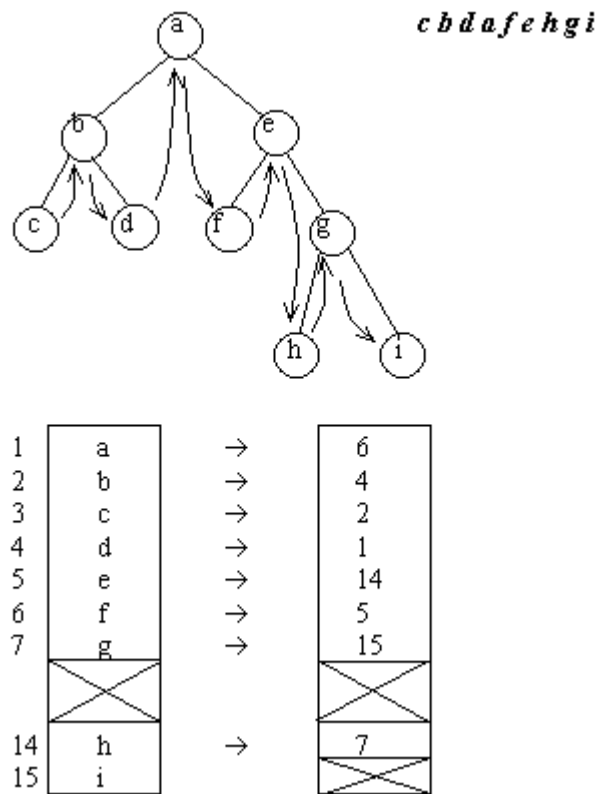 a
c b d a f e h g i
b
e
c
d
f
g
h
i
1 a → 6
2 b → 4
3 c → 2
4 d → 1
5 e → 14
6 f → 5
7 g → 15
14 h → 7
15 i